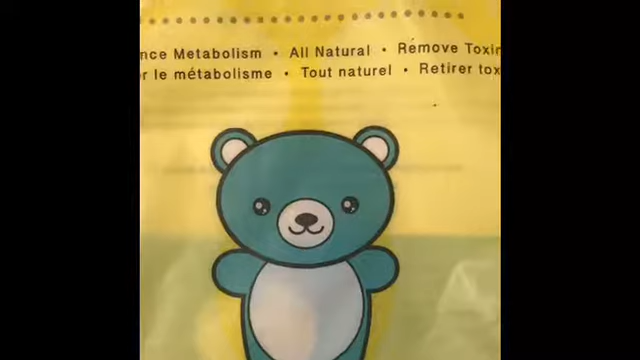 nce Metabolism • All Natural • Remove Toxin
r le métabolisme • Tout naturel • Retirer tox